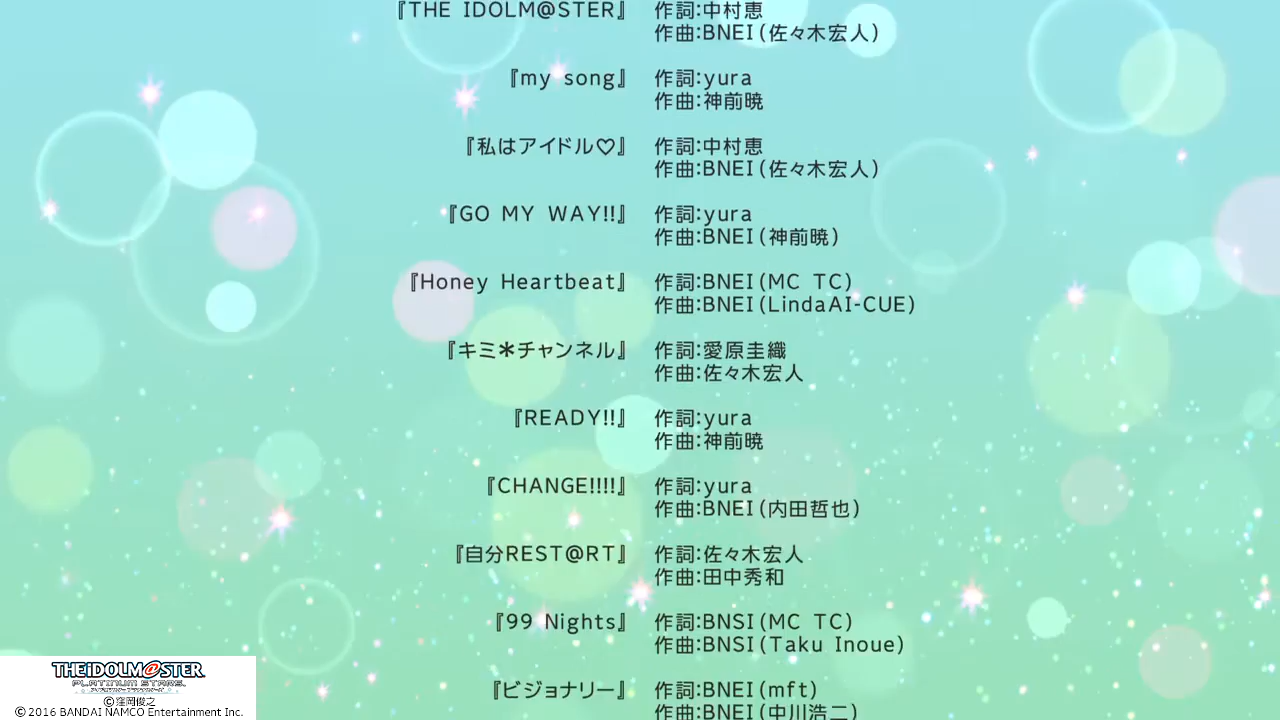 『THE IDOLM@STER』 作詞:中村恵
作曲:BNEI(佐々木宏人)
『my song』 作詞:yura
作曲:神前暁
『私はアイドル♡』 作詞:中村恵
作曲:BNEI(佐々木宏人)
『GO MY WAY!!』 作詞:yura
作曲:BNEI(神前暁)
『Honey Heartbeat』 作詞:BNEI(MC TC)
作曲:BNEI(LindaAI-CUE)
『キミ*チャンネル』 作詞:愛原圭織
作曲:佐々木宏人
『READY!!』 作詞:yura
作曲:神前暁
『CHANGE!!!!』 作詞:yura
作曲:BNEI(内田哲也)
『自分REST@RT』 作詞:佐々木宏人
作曲:田中秀和
『99 Nights』 作詞:BNSI(MC TC)
作曲:BNSI(Taku Inoue)
『ビジョナリー』 作詞:BNEI(mft)
作曲:BNEI(中川浩二)
THE IDOLM@STER
PLATINUM STARS
©窪岡俊之
©2016 BANDAI NAMCO Entertainment Inc.